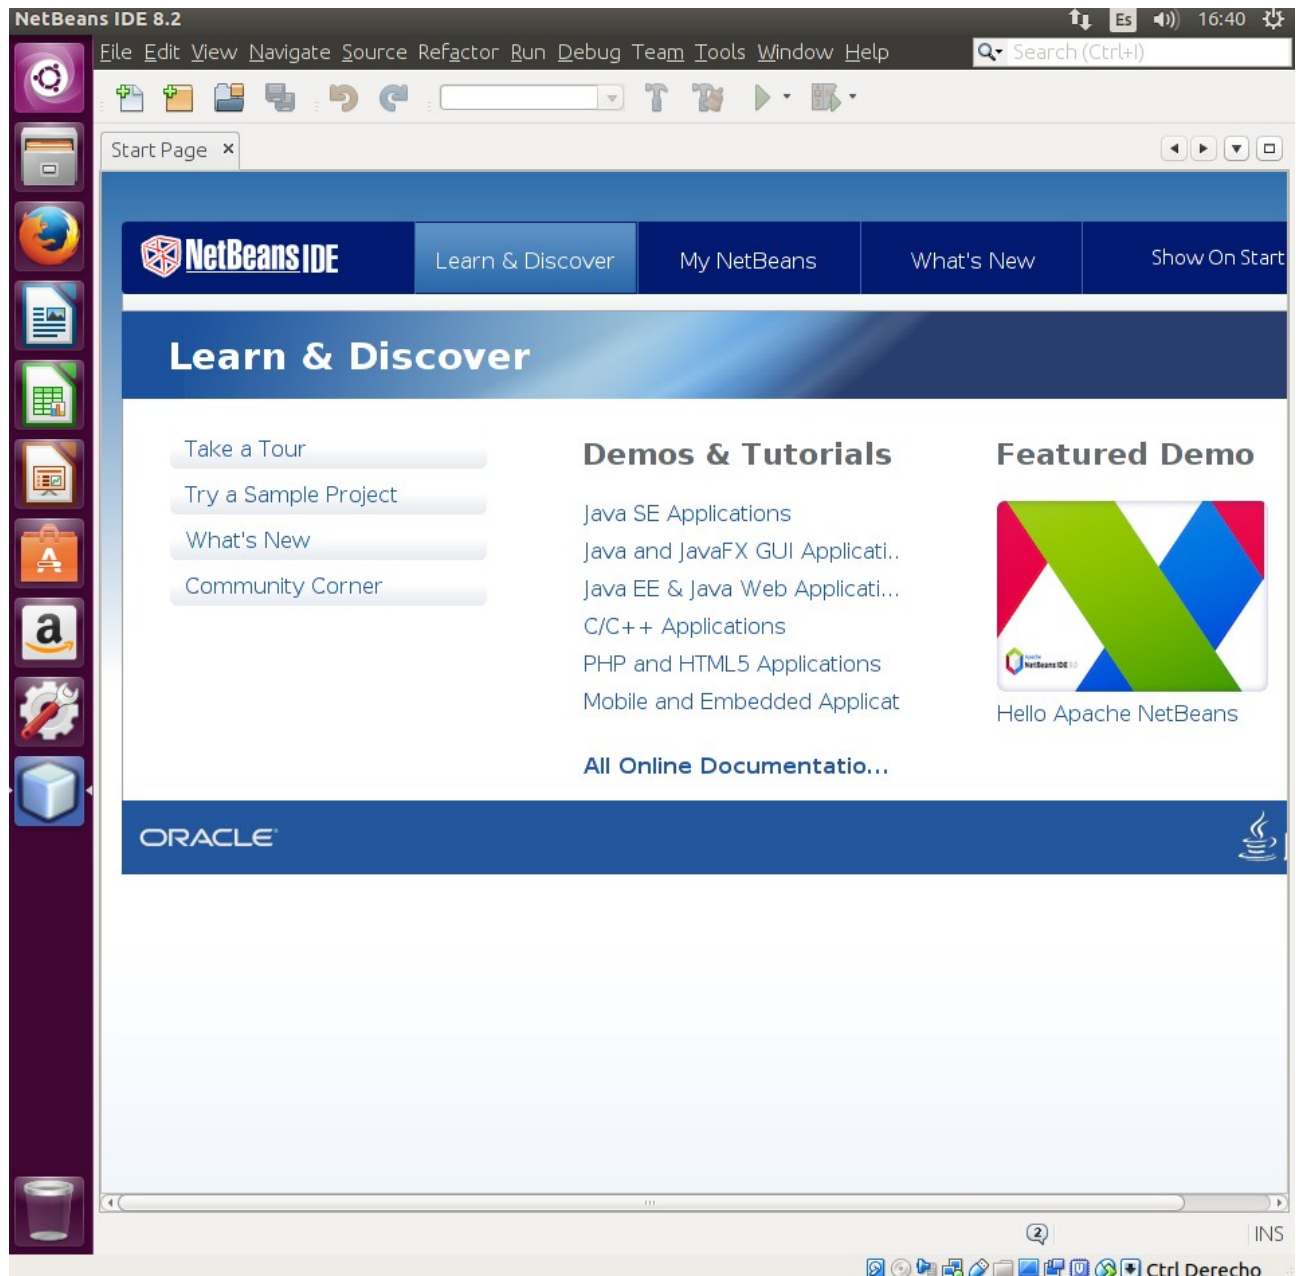 NetBeans IDE 8.2 Es 16:40
File Edit View Navigate Source Refactor Run Debug Team Tools Window Help Search (Ctrl+I)
Start Page
NetBeans IDE Learn & Discover My NetBeans What's New Show On Start
Learn & Discover
Take a Tour
Try a Sample Project
What's New
Community Corner
Demos & Tutorials
Java SE Applications
Java and JavaFX GUI Applicati..
Java EE & Java Web Applicati...
C/C++ Applications
PHP and HTML5 Applications
Mobile and Embedded Applicat
All Online Documentatio...
Featured Demo
Apache
NetBeans IDE
Hello Apache NetBeans
ORACLE
2 INS
Ctrl Derecho